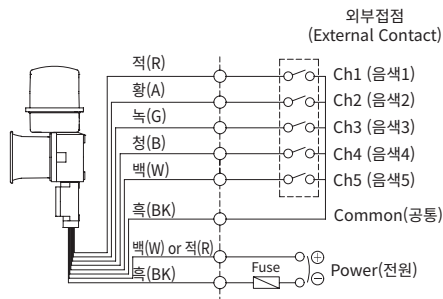 외부접점
(External Contact)
적(R)
Ch1 (음색1)
황(A)
Ch2 (음색2)
녹(G)
Ch3 (음색3)
청(B)
Ch4 (음색4)
백(W)
Ch5 (음색5)
흑(BK)
Common(공통)
백(W) or 적(R)
흑(BK)
Fuse
Power(전원)